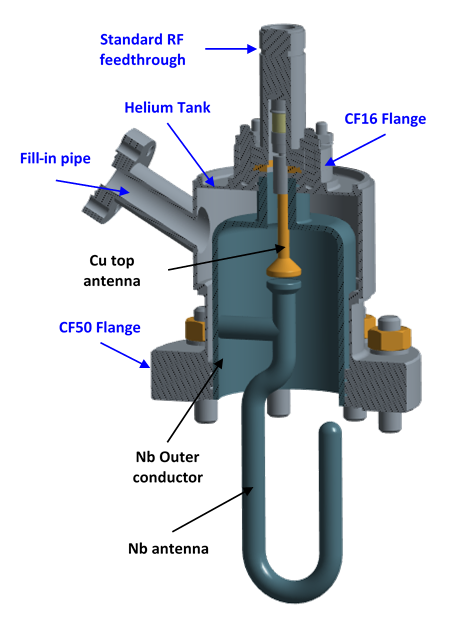 Standard RF
feedthrough
Helium Tank
CF16 Flange
Fill-in pipe
Cu top
antenna
CF50 Flange
Nb Outer
conductor
Nb antenna